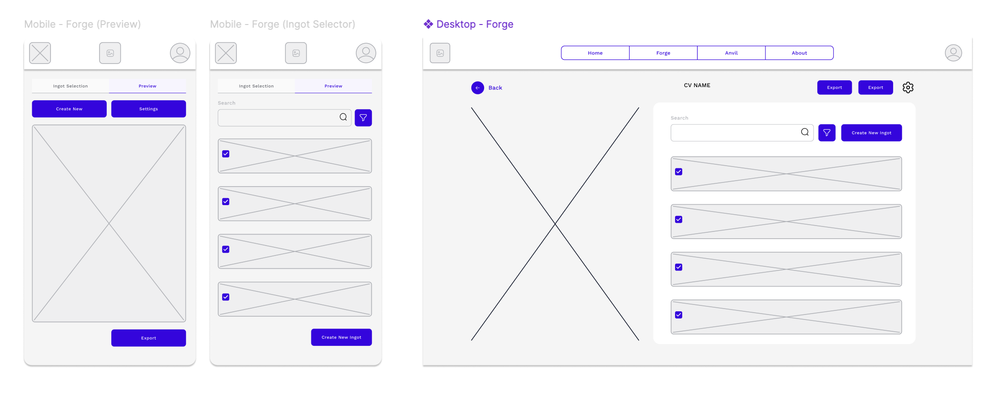 Mobile - Forge (Preview)
Ingot Selection
Preview
Create New
Settings
Export
Mobile - Forge (Ingot Selector)
Ingot Selection
Preview
Search
Create New Ingot
Desktop - Forge
Home
Forge
Anvil
About
Back
CV NAME
Export
Export
Search
Create New Ingot